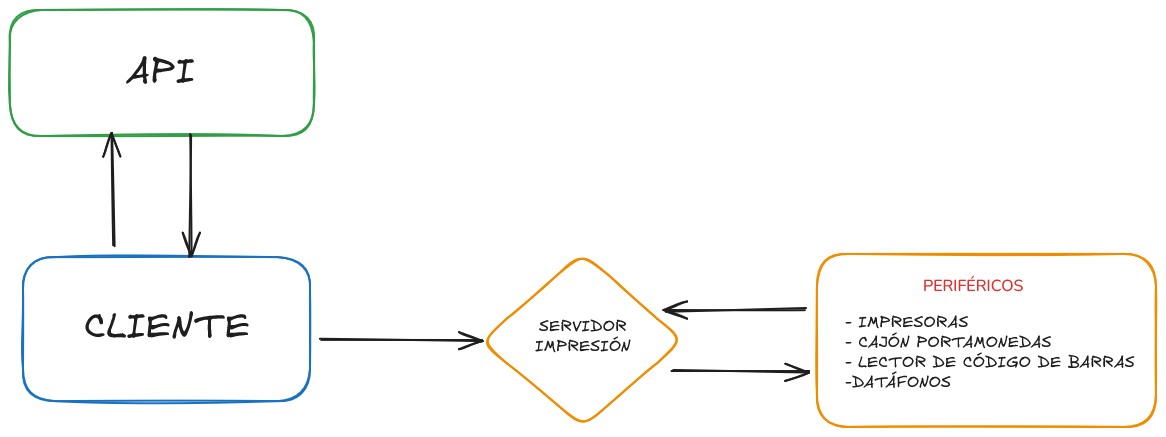 API
CLIENTE
SERVIDOR
IMPRESIÓN
PERIFÉRICOS
- IMPRESORAS
- CAJÓN PORTAMONEDAS
- LECTOR DE CÓDIGO DE BARRAS
-DATÁFONOS